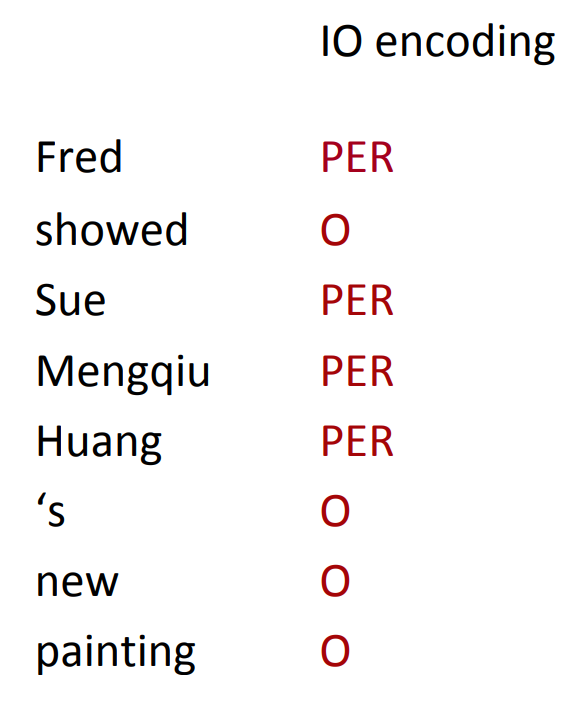 IO encoding
Fred PER
showed O
Sue PER
Mengqiu PER
Huang PER
‘s O
new O
painting O